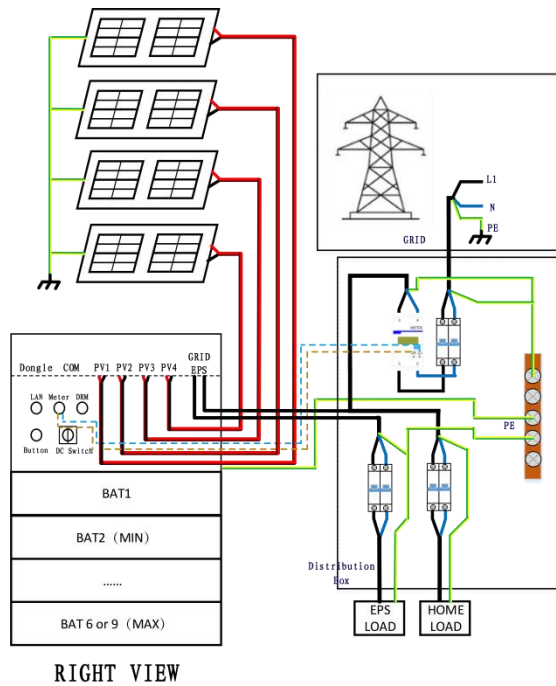 L1
N
PE
GRID
METER
GRID
Dongle COM PV1 PV2 PV3 PV4 EPS
LAN Meter DRM
Button DC Switch
PE
BAT1
BAT2（MIN）
......
BAT 6 or 9（MAX）
Distribution
Box
EPS
LOAD
HOME
LOAD
RIGHT VIEW